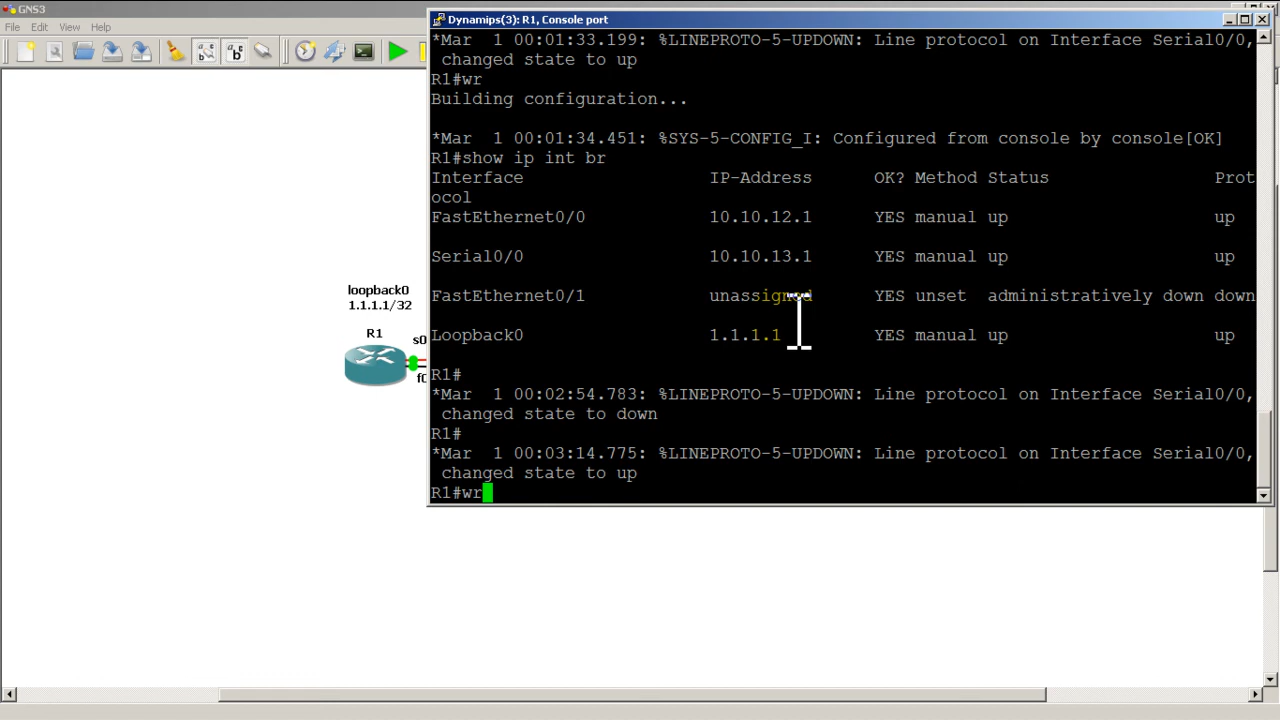 GNS3
File Edit View Help
Dynamips(3): R1, Console port
*Mar  1 00:01:33.199: %LINEPROTO-5-UPDOWN: Line protocol on Interface Serial0/0,
changed state to up
R1#wr
Building configuration...
*Mar  1 00:01:34.451: %SYS-5-CONFIG_I: Configured from console by console[OK]
R1#show ip int br
Interface IP-Address OK? Method Status Prot
ocol
FastEthernet0/0 10.10.12.1 YES manual up up
Serial0/0 10.10.13.1 YES manual up up
FastEthernet0/1 unassigned YES unset administratively down down
Loopback0 1.1.1.1 YES manual up up
R1#
*Mar  1 00:02:54.783: %LINEPROTO-5-UPDOWN: Line protocol on Interface Serial0/0,
changed state to down
R1#
*Mar  1 00:03:14.775: %LINEPROTO-5-UPDOWN: Line protocol on Interface Serial0/0,
changed state to up
R1#wr
loopback0
1.1.1.1/32
R1
s0
f0